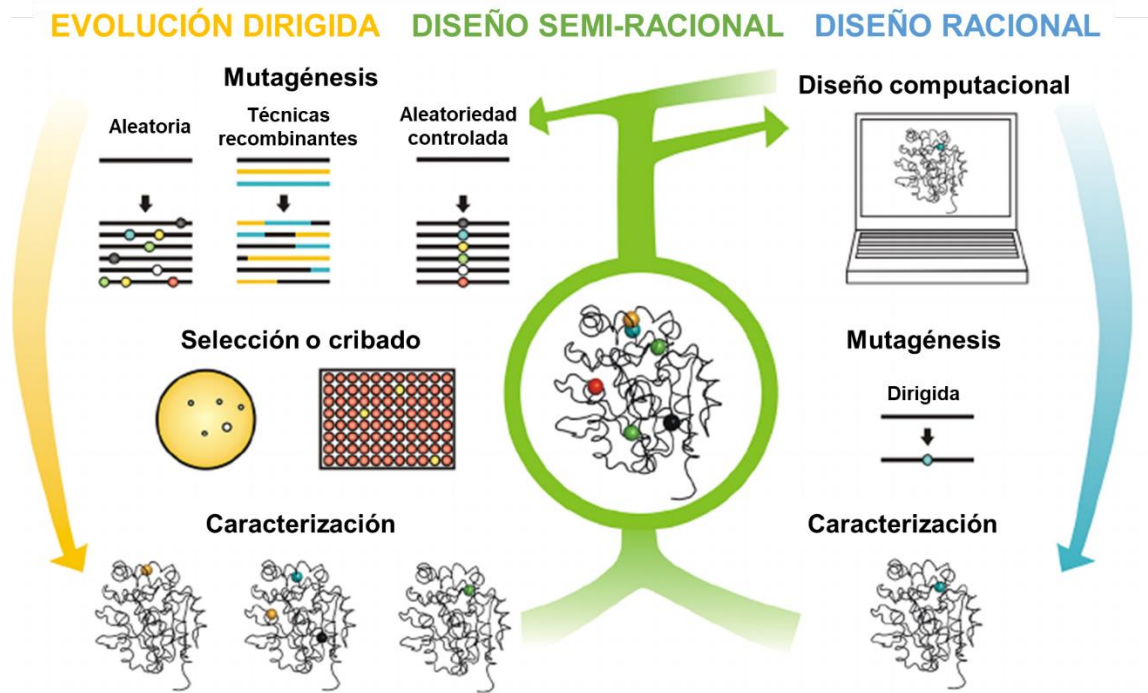 EVOLUCIÓN DIRIGIDA
DISEÑO SEMI-RACIONAL
DISEÑO RACIONAL
Mutagénesis
Aleatoria
Técnicas
recombinantes
Aleatoriedad
controlada
Diseño computacional
Selección o cribado
Mutagénesis
Dirigida
Caracterización
Caracterización